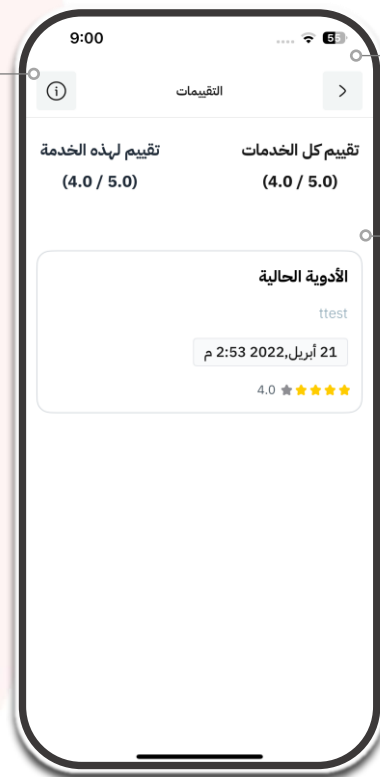 9:00
55
التقييمات
تقييم كل الخدمات
(4.0 / 5.0)
تقييم لهذه الخدمة
(4.0 / 5.0)
الأدوية الحالية
ttest
21 أبريل,2022 2:53 م
4.0